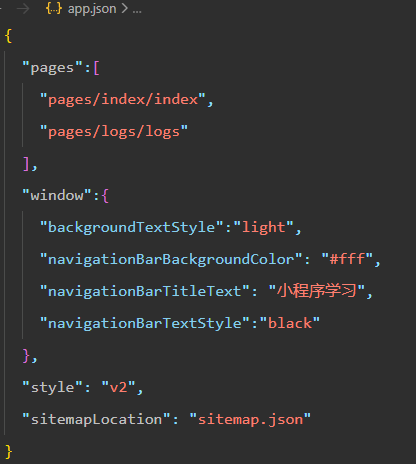 {..} app.json > ...
{
"pages":[
"pages/index/index",
"pages/logs/logs"
],
"window":{
"backgroundTextStyle":"light",
"navigationBarBackgroundColor": "#fff",
"navigationBarTitleText": "小程序学习",
"navigationBarTextStyle":"black"
},
"style": "v2",
"sitemapLocation": "sitemap.json"
}